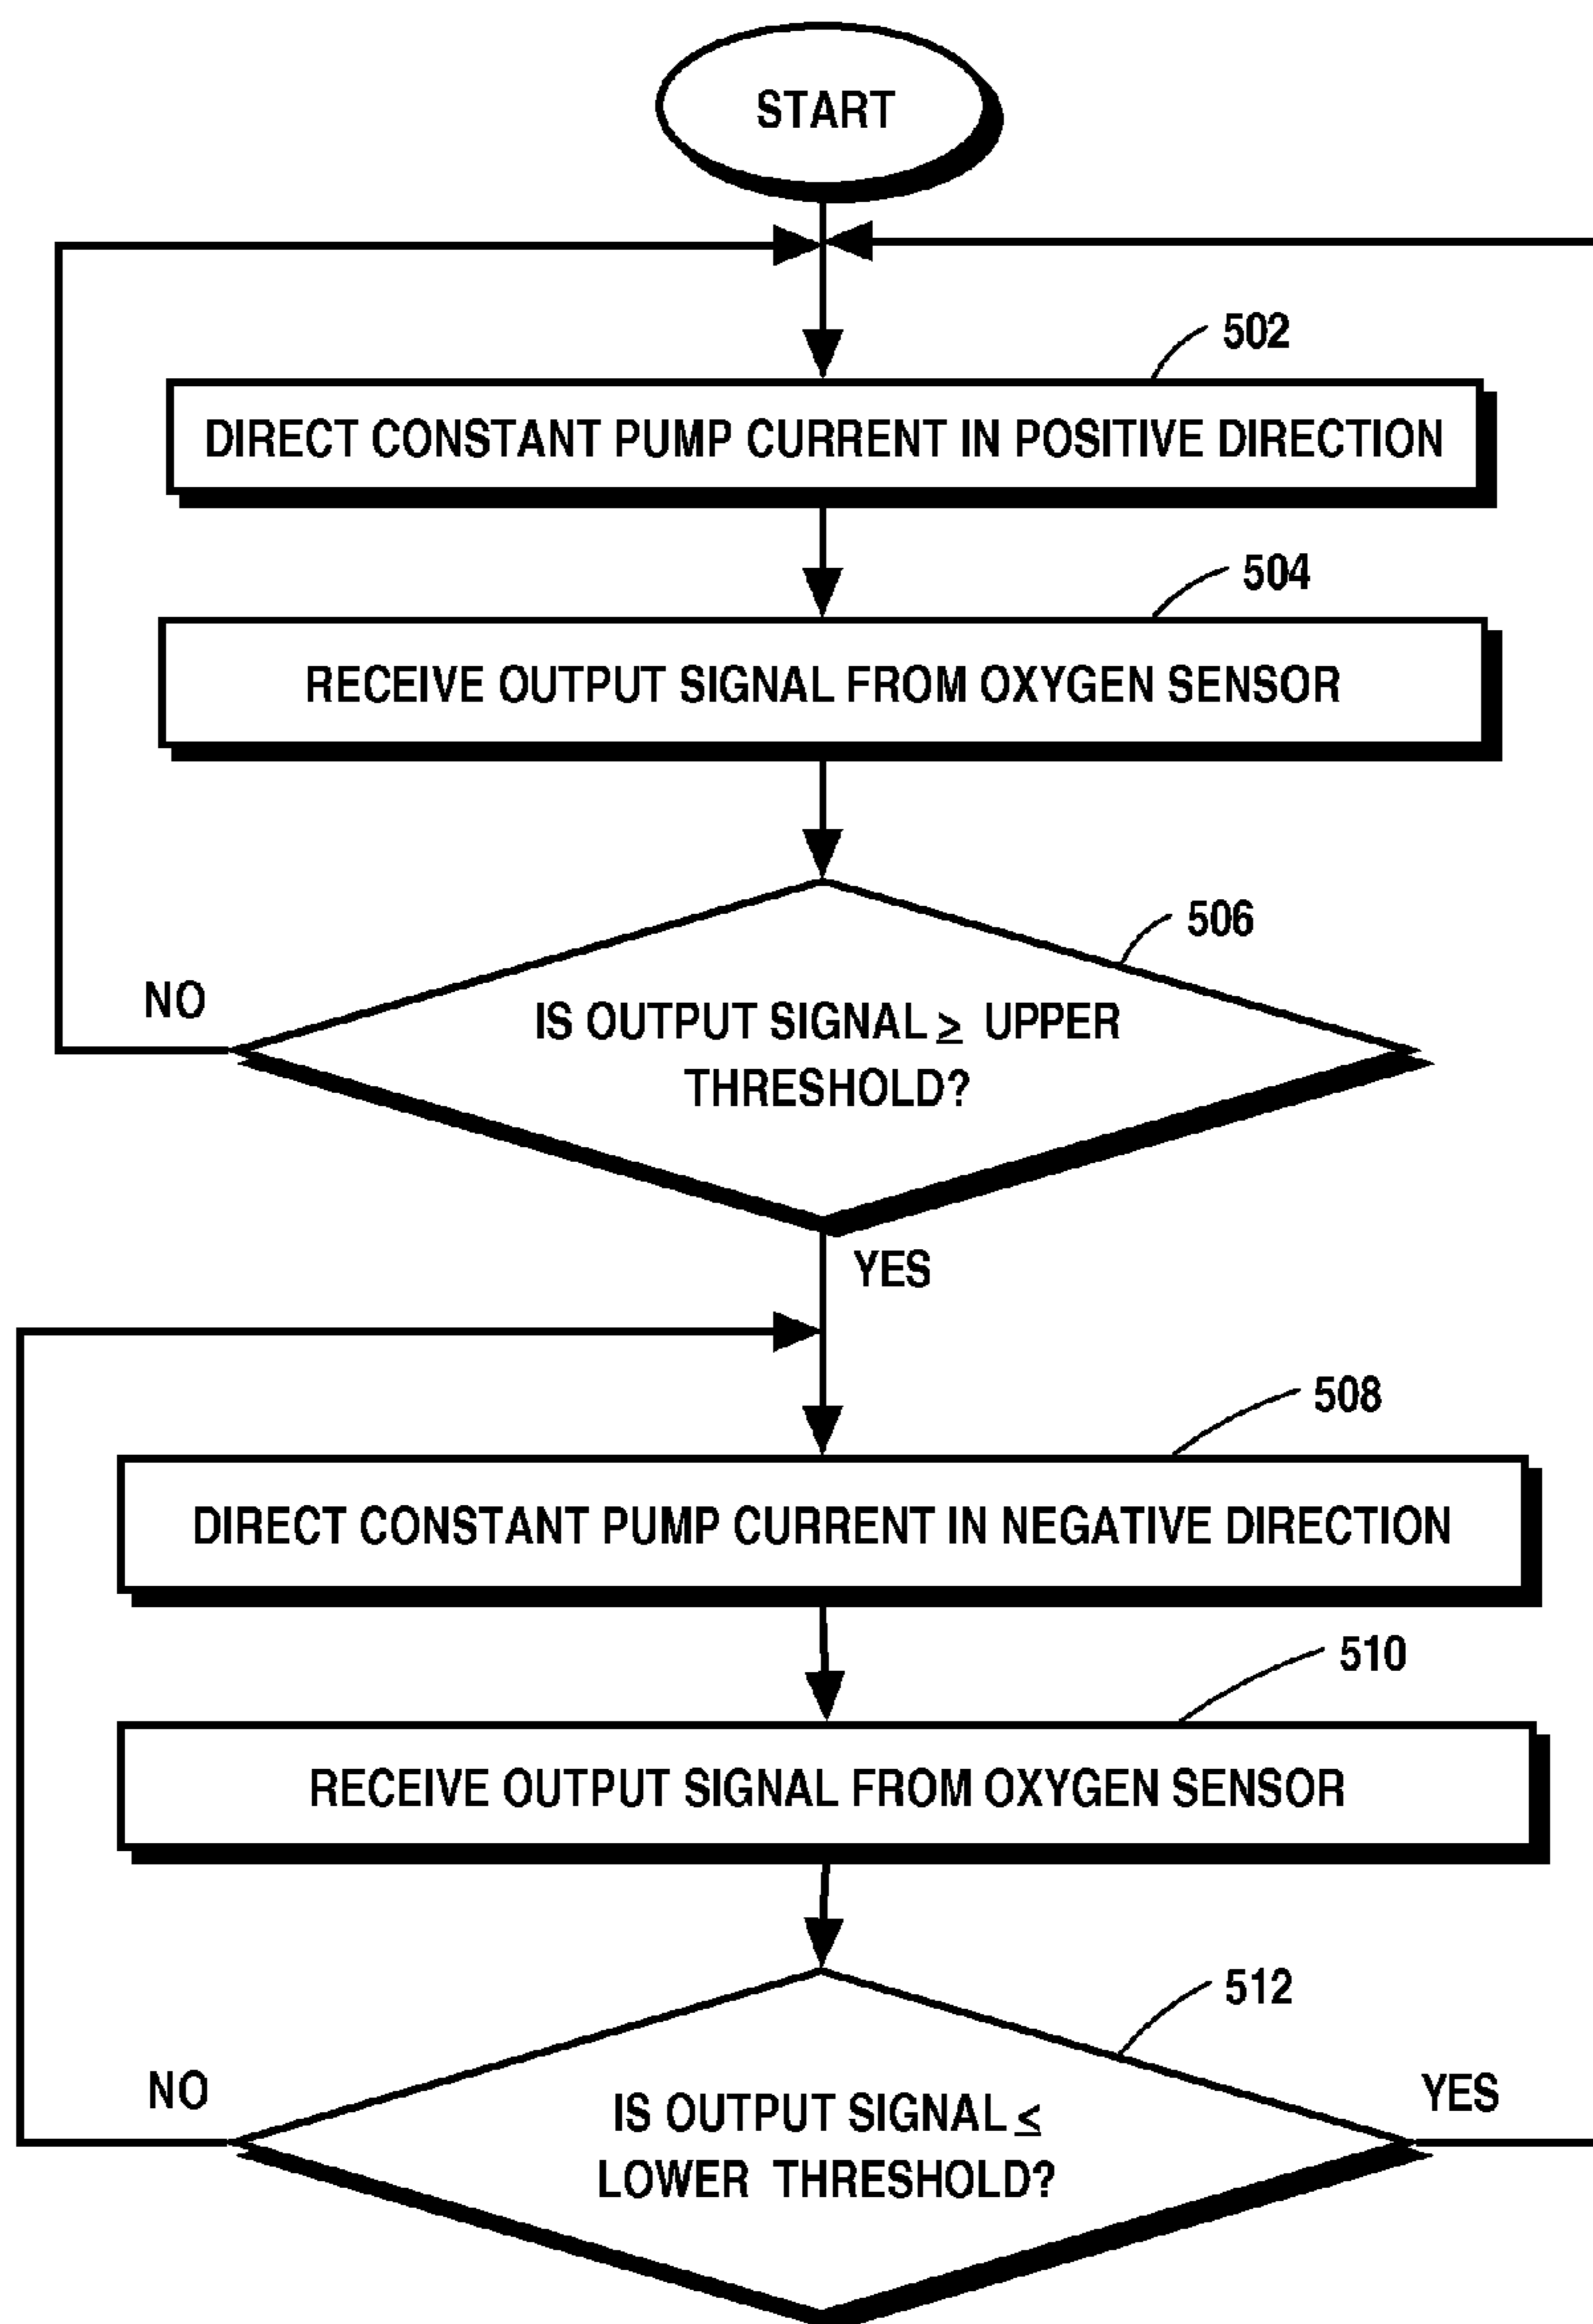 START
502
DIRECT CONSTANT PUMP CURRENT IN POSITIVE DIRECTION
504
RECEIVE OUTPUT SIGNAL FROM OXYGEN SENSOR
506
NO
IS OUTPUT SIGNAL ≥ UPPER
THRESHOLD?
YES
508
DIRECT CONSTANT PUMP CURRENT IN NEGATIVE DIRECTION
510
RECEIVE OUTPUT SIGNAL FROM OXYGEN SENSOR
512
NO
YES
IS OUTPUT SIGNAL ≤
LOWER THRESHOLD?